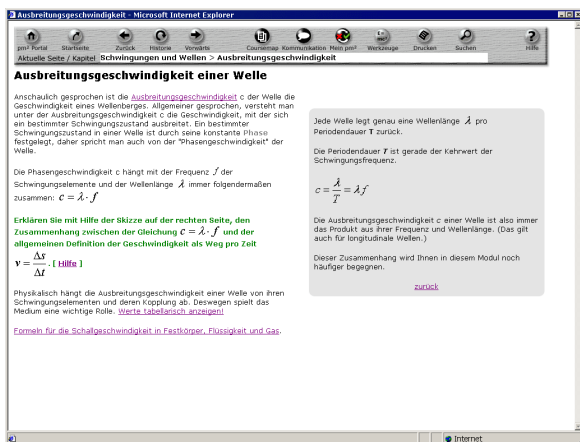 Ausbreitungsgeschwindigkeit - Microsoft Internet Explorer
pm² Portal Startseite Zurück Historie Vorwärts Coursemap Kommunikation Mein pm² Werkzeuge Drucken Suchen Hilfe
Aktuelle Seite / Kapitel Schwingungen und Wellen > Ausbreitungsgeschwindigkeit
Ausbreitungsgeschwindigkeit einer Welle
Anschaulich gesprochen ist die Ausbreitungsgeschwindigkeit c der Welle die
Geschwindigkeit eines Wellenberges. Allgemeiner gesprochen, versteht man
unter der Ausbreitungsgeschwindigkeit c die Geschwindigkeit, mit der sich
ein bestimmter Schwingungszustand ausbreitet. Ein bestimmter
Schwingungszustand in einer Welle ist durch seine konstante Phase
festgelegt, daher spricht man auch von der "Phasengeschwindigkeit" der
Welle.
Die Phasengeschwindigkeit c hängt mit der Frequenz f der
Schwingungselemente und der Wellenlänge λ immer folgendermaßen
zusammen: c = λ · f
Erklären Sie mit Hilfe der Skizze auf der rechten Seite, den
Zusammenhang zwischen der Gleichung c = λ · f und der
allgemeinen Definition der Geschwindigkeit als Weg pro Zeit
v = Δs / Δt . [ Hilfe ]
Physikalisch hängt die Ausbreitungsgeschwindigkeit einer Welle von ihren
Schwingungselementen und deren Kopplung ab. Deswegen spielt das
Medium eine wichtige Rolle. Werte tabellarisch anzeigen!
Formeln für die Schallgeschwindigkeit in Festkörper, Flüssigkeit und Gas.
Jede Welle legt genau eine Wellenlänge λ pro
Periodendauer T zurück.
Die Periodendauer T ist gerade der Kehrwert der
Schwingungsfrequenz.
c = λ / T = λ f
Die Ausbreitungsgeschwindigkeit c einer Welle ist also immer
das Produkt aus ihrer Frequenz und Wellenlänge. (Das gilt
auch für longitudinale Wellen.)
Dieser Zusammenhang wird Ihnen in diesem Modul noch
häufiger begegnen.
zurück
Internet